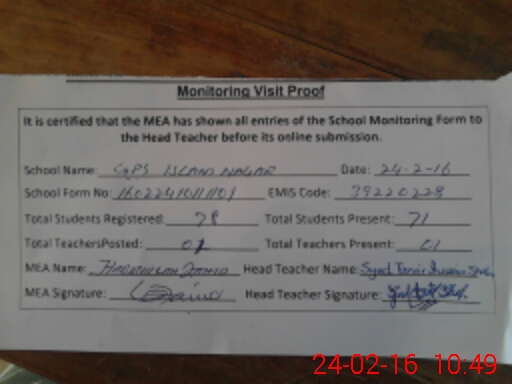 Monitoring Visit Proof
It is certified that the MEA has shown all entries of the School Monitoring Form to
the Head Teacher before its online submission.
School Name: GPS ISLAM NAGAR Date: 24-2-16
School Form No: EMIS Code: 39220228
Total Students Registered: 78 Total Students Present: 71
Total TeachersPosted: Total Teachers Present: 01
MEA Name: Head Teacher Name: Syed
MEA Signature: Head Teacher Signature:
24-02-16 10:49